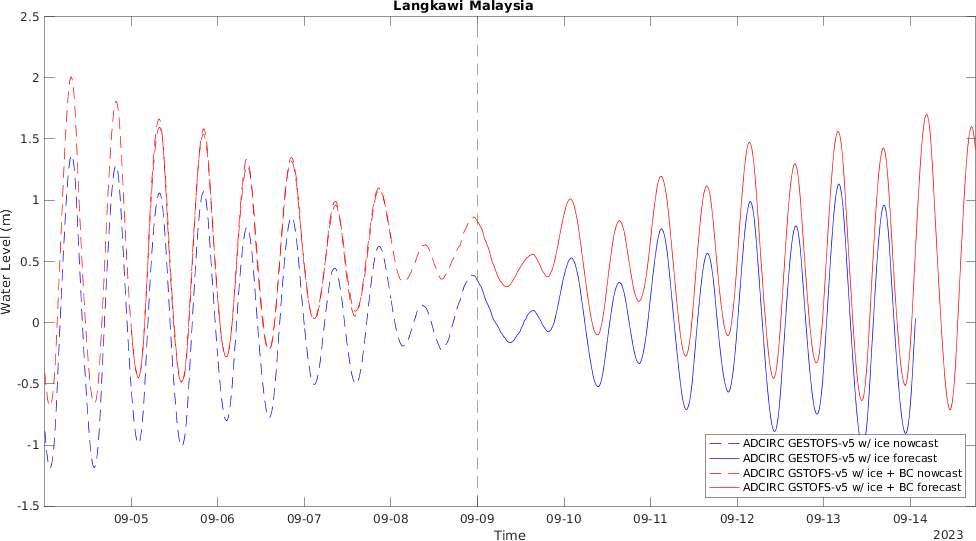 Langkawi Malaysia
2.5
2
1.5
1
0.5
0
-0.5
-1
-1.5
Water Level (m)
ADCIRC GESTOFS-v5 w/ ice nowcast
ADCIRC GESTOFS-v5 w/ ice forecast
ADCIRC GSTOFS-v5 w/ ice + BC nowcast
ADCIRC GSTOFS-v5 w/ ice + BC forecast
09-05 09-06 09-07 09-08 09-09 09-10 09-11 09-12 09-13 09-14
Time
2023